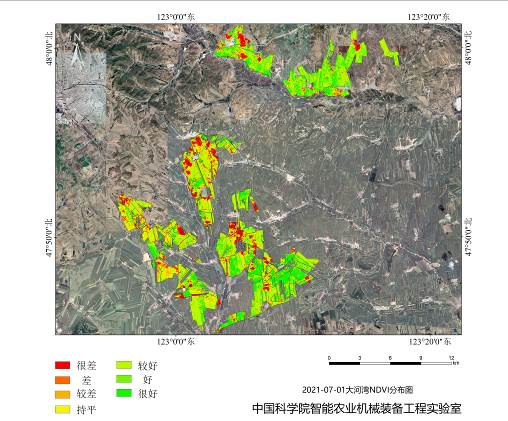 123°0'0"东 123°20'0"东
48°0'0"北 48°0'0"北
N
47°50'0"北 47°50'0"北
123°0'0"东 123°20'0"东
很差 较好
差 好
较差 很好
持平
0 3 6 9 12
km
2021-07-01大河湾NDVI分布图
中国科学院智能农业机械装备工程实验室